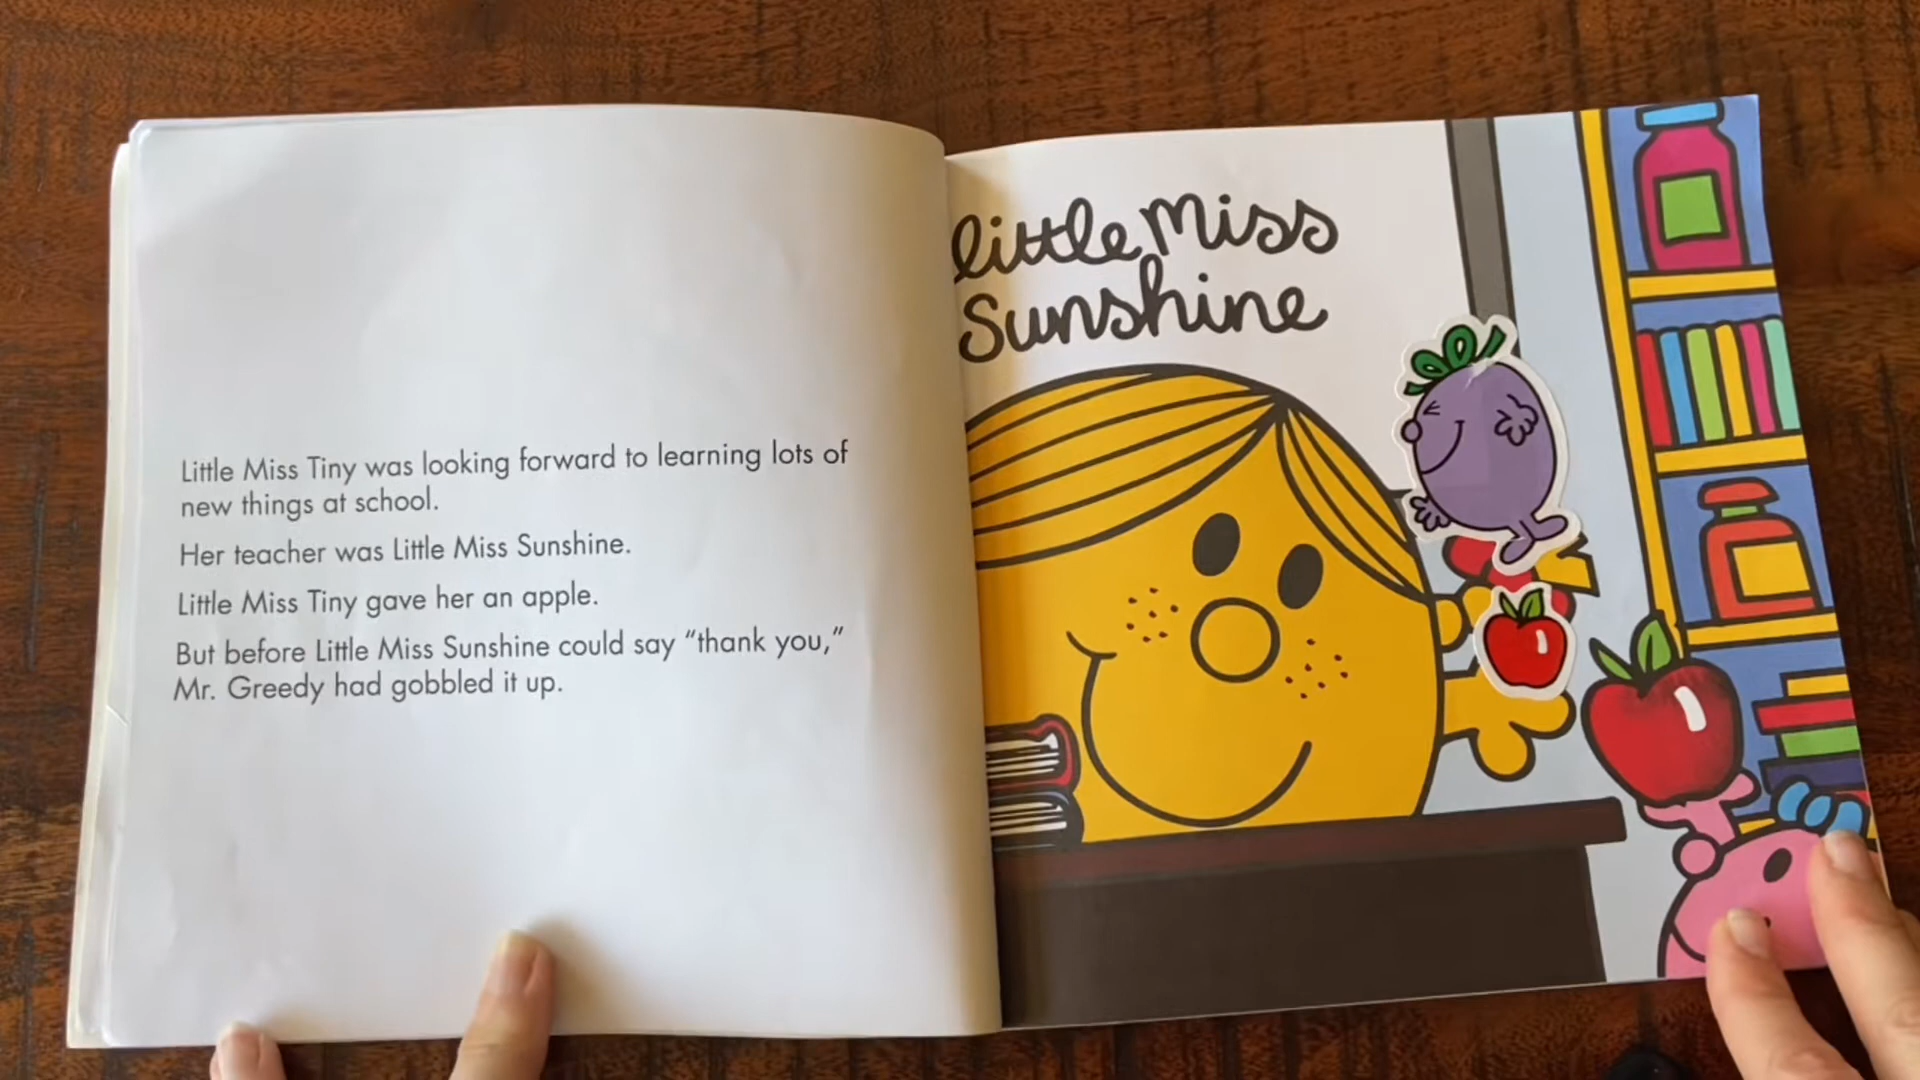 Little Miss Tiny was looking forward to learning lots of
new things at school.
Her teacher was Little Miss Sunshine.
Little Miss Tiny gave her an apple.
But before Little Miss Sunshine could say “thank you,”
Mr. Greedy had gobbled it up.
little Miss
Sunshine